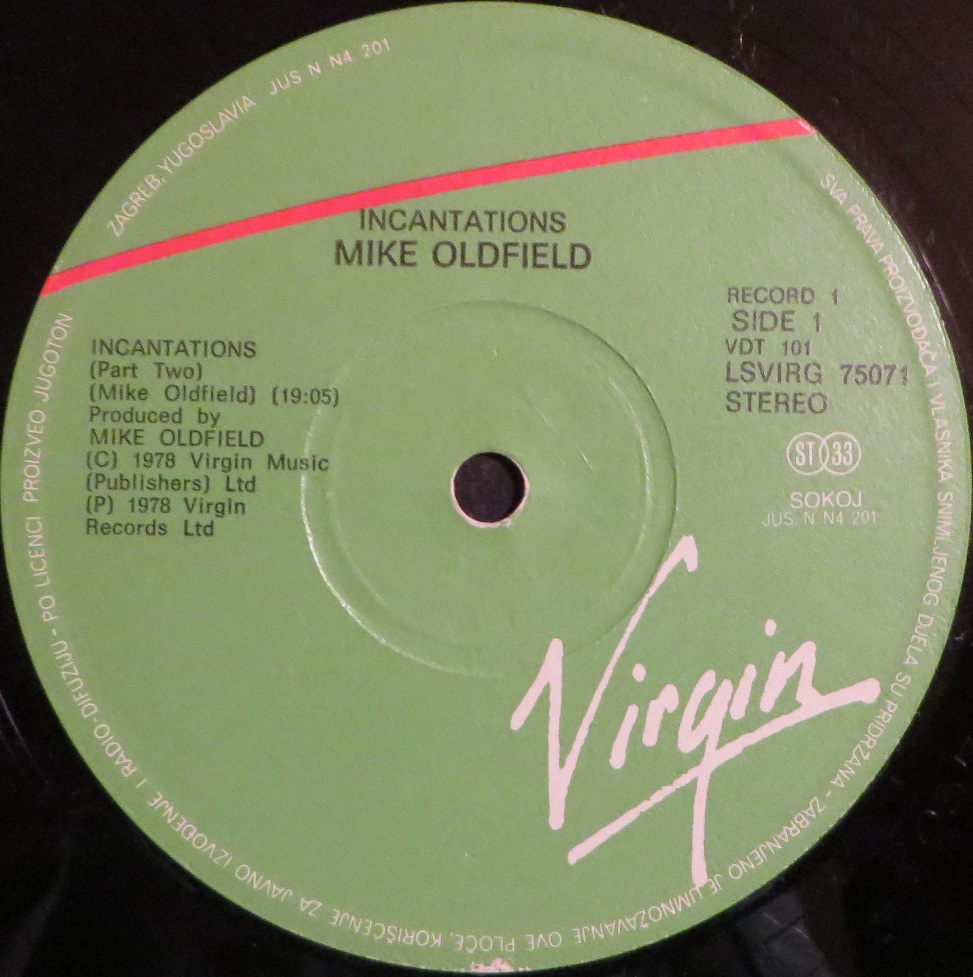 INCANTATIONS
MIKE OLDFIELD
INCANTATIONS
(Part Two)
(Mike Oldfield) (19:05)
Produced by
MIKE OLDFIELD
(C) 1978 Virgin Music
(Publishers) Ltd
(P) 1978 Virgin
Records Ltd
RECORD 1
SIDE 1
VDT 101
LSVIRG 75071
STEREO
ST 33
SOKOJ
JUS. N. N4 201
Virgin
SVA PRAVA PROIZVOĐAČA I VLASNIKA SNIMLJENOG DJELA SU PRIDRŽANA - ZABRANJENO JE UMNOŽAVANJE OVE PLOČE, KORIŠĆENJE ZA JAVNO IZVOĐENJE I RADIO-DIFUZIJU - PO LICENCI PROIZVEO JUGOTON
ZAGREB, YUGOSLAVIA JUS N N4 201